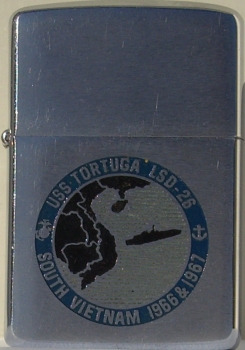 USS TORTUGA LSD-26
SOUTH VIETNAM 1966 & 1967